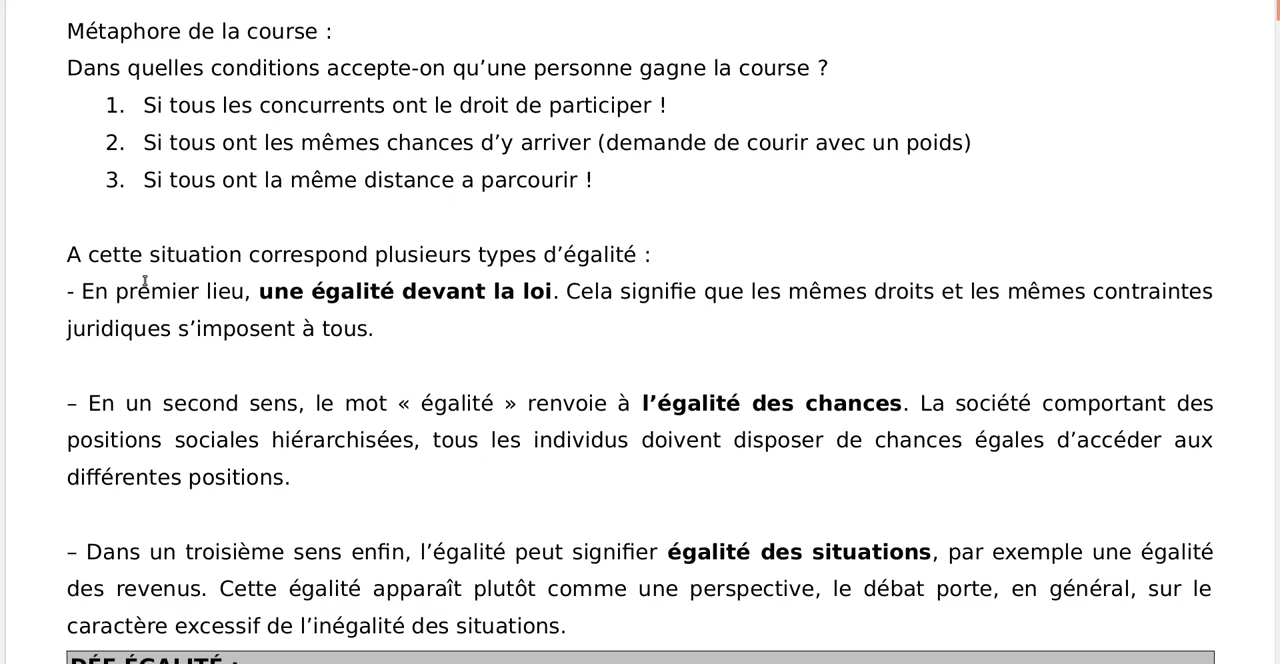 Métaphore de la course :
Dans quelles conditions accepte-on qu’une personne gagne la course ?
1. Si tous les concurrents ont le droit de participer !
2. Si tous ont les mêmes chances d’y arriver (demande de courir avec un poids)
3. Si tous ont la même distance a parcourir !
A cette situation correspond plusieurs types d’égalité :
- En premier lieu, une égalité devant la loi. Cela signifie que les mêmes droits et les mêmes contraintes
juridiques s’imposent à tous.
– En un second sens, le mot « égalité » renvoie à l’égalité des chances. La société comportant des
positions sociales hiérarchisées, tous les individus doivent disposer de chances égales d’accéder aux
différentes positions.
– Dans un troisième sens enfin, l’égalité peut signifier égalité des situations, par exemple une égalité
des revenus. Cette égalité apparaît plutôt comme une perspective, le débat porte, en général, sur le
caractère excessif de l’inégalité des situations.
DÉF ÉGALITÉ :